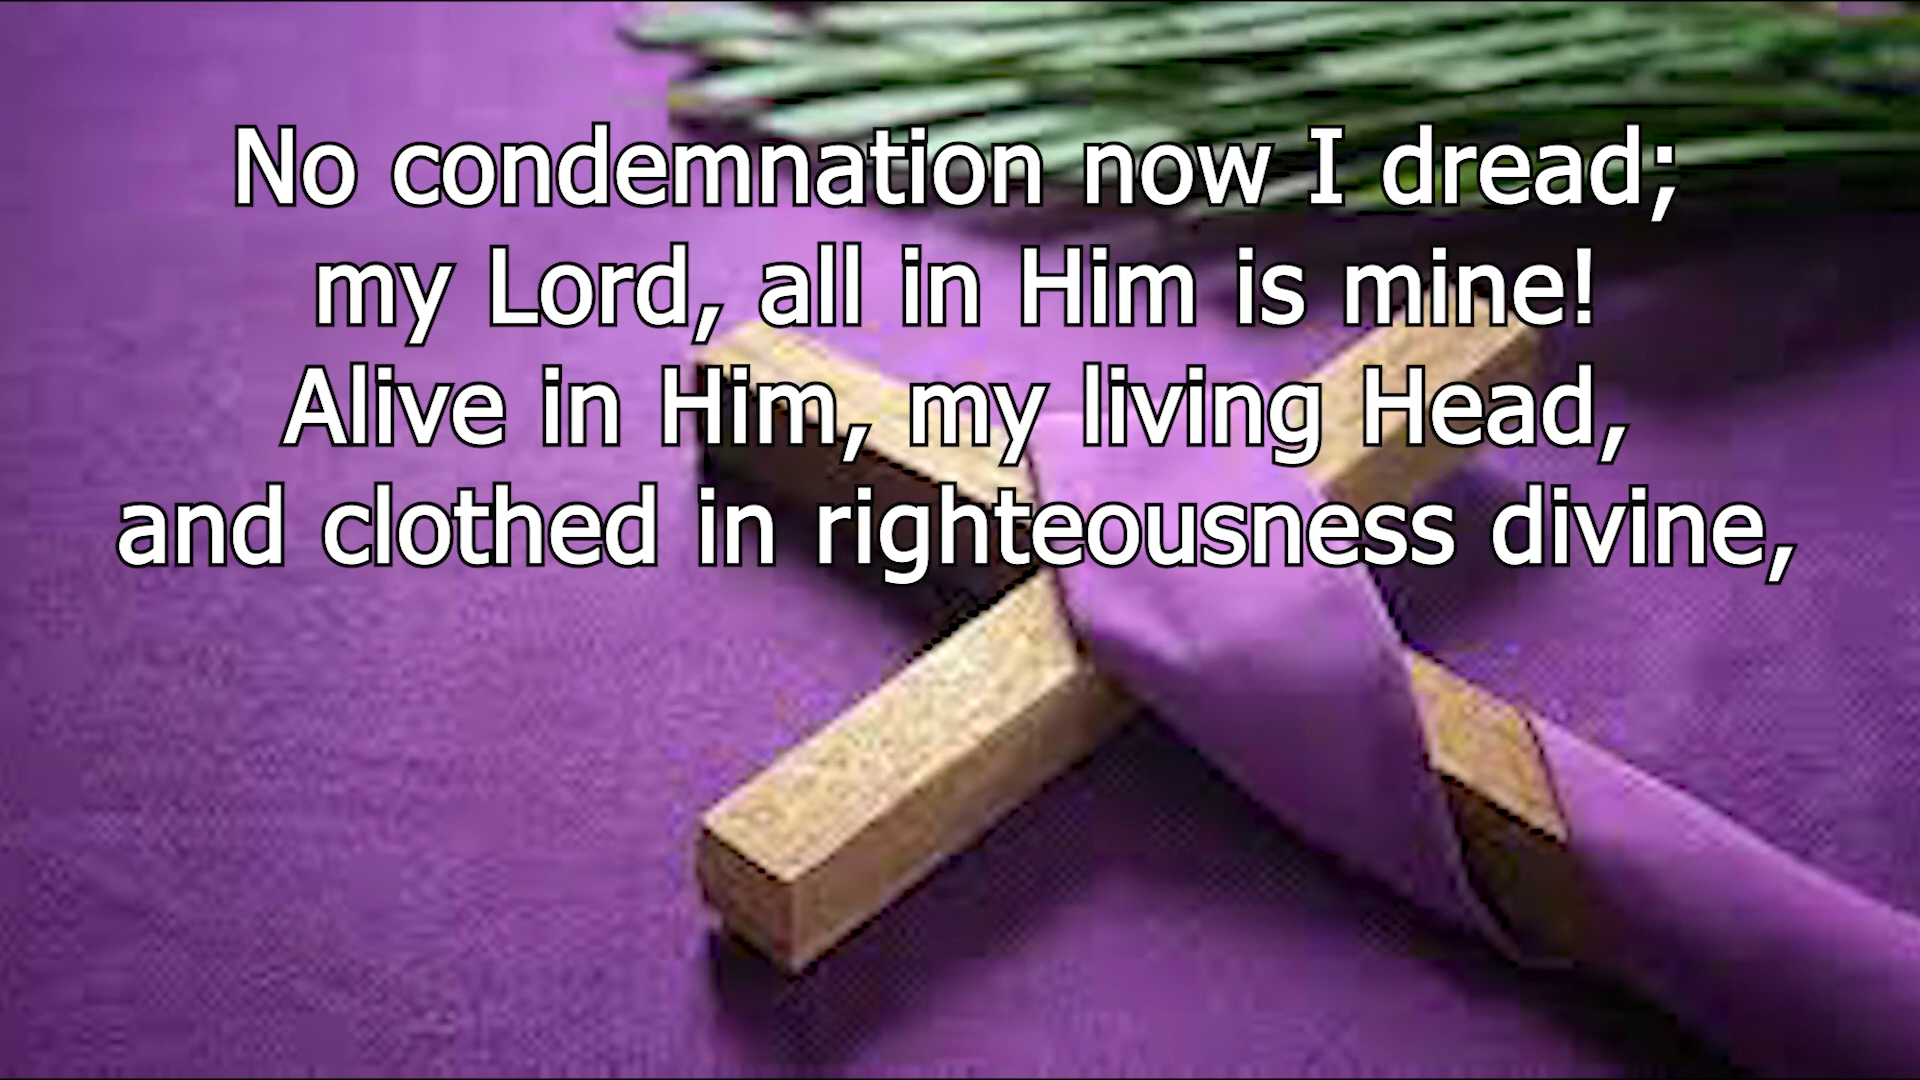 No condemnation now I dread;
my Lord, all in Him is mine!
Alive in Him, my living Head,
and clothed in righteousness divine,